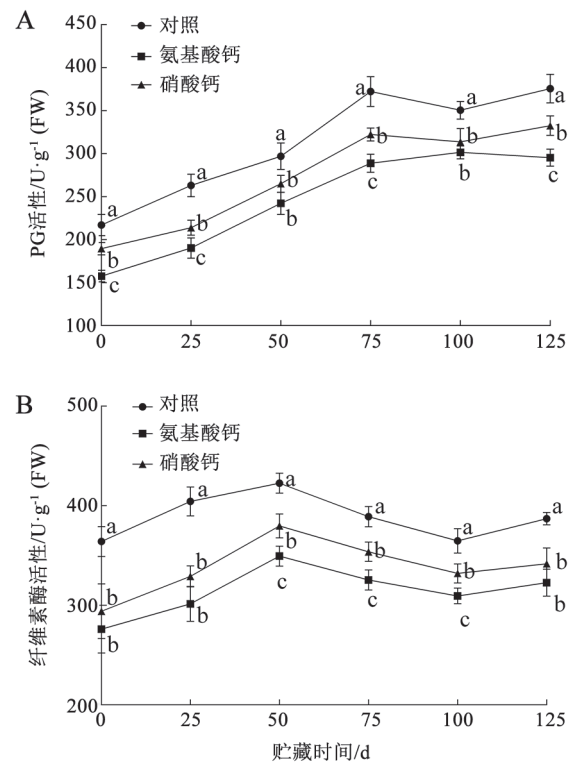 A
对照
氨基酸钙
硝酸钙
PG活性/U·g⁻¹ (FW)
450
400
350
300
250
200
150
100
a a a a a a
b b b b b b
c c b c b c
0 25 50 75 100 125
B
对照
氨基酸钙
硝酸钙
纤维素酶活性/U·g⁻¹ (FW)
500
400
300
200
a a a a a a
b b b b b b
b b c c c b
0 25 50 75 100 125
贮藏时间/d